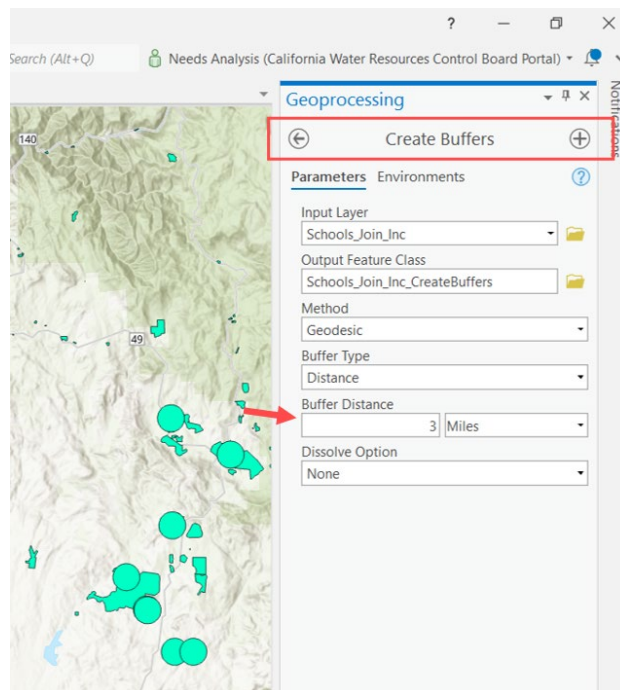 ?
Search (Alt+Q)
Needs Analysis (California Water Resources Control Board Portal)
Notifications
Geoprocessing
Create Buffers
Parameters Environments
?
Input Layer
Schools_Join_Inc
Output Feature Class
Schools_Join_Inc_CreateBuffers
Method
Geodesic
Buffer Type
Distance
Buffer Distance
3 Miles
Dissolve Option
None
140
49